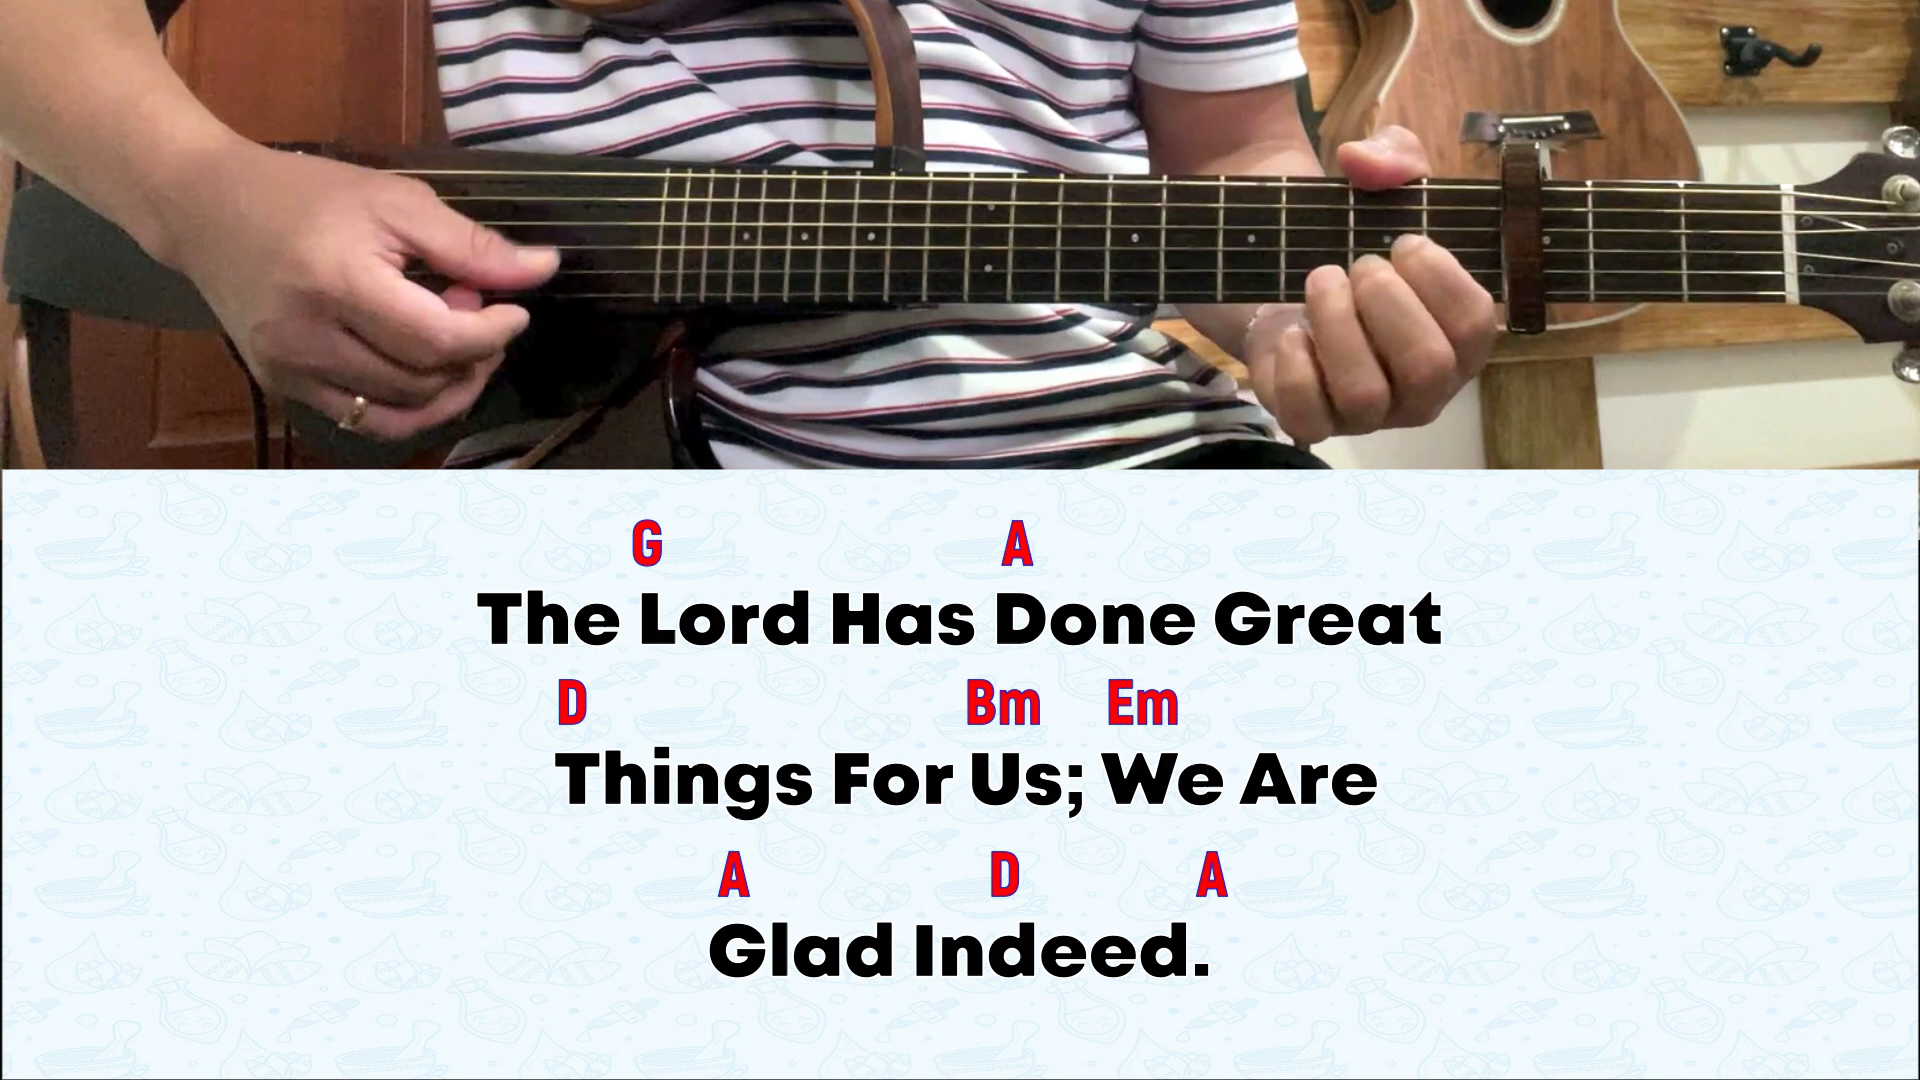 G A
The Lord Has Done Great
D Bm Em
Things For Us; We Are
A D A
Glad Indeed.